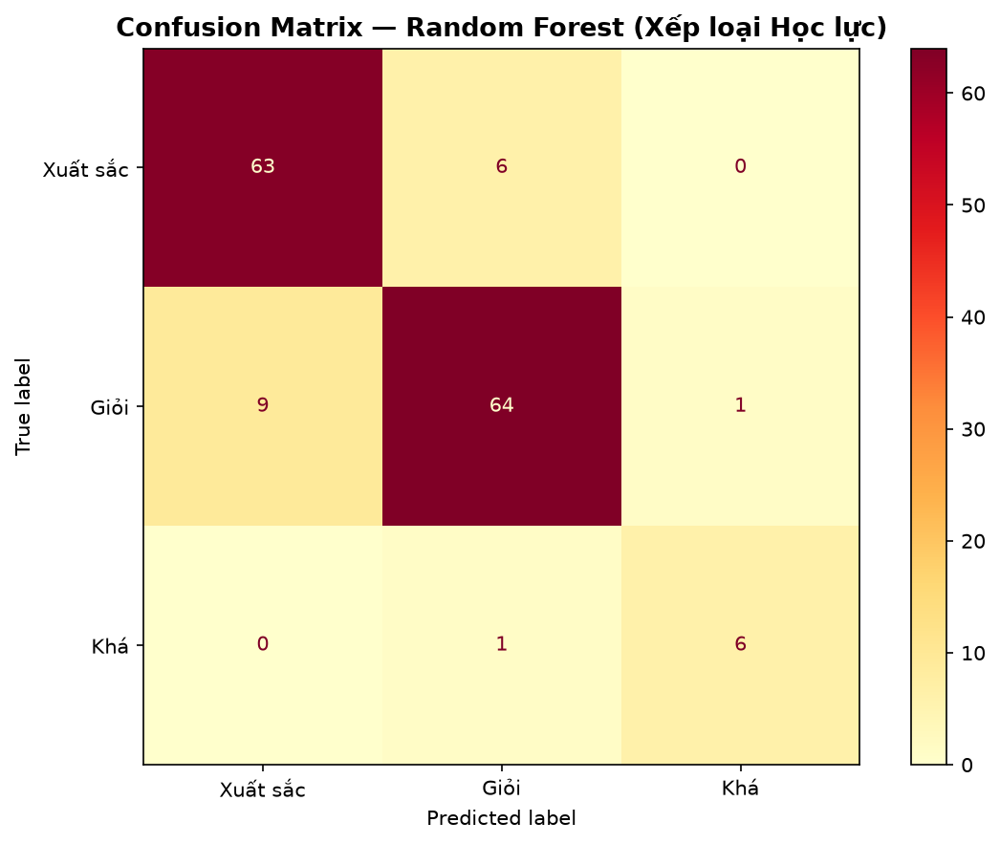 Confusion Matrix — Random Forest (Xếp loại Học lực)
Xuất sắc
Giỏi
Khá
True label
63 6 0
9 64 1
0 1 6
Xuất sắc Giỏi Khá
Predicted label
60
50
40
30
20
10
0